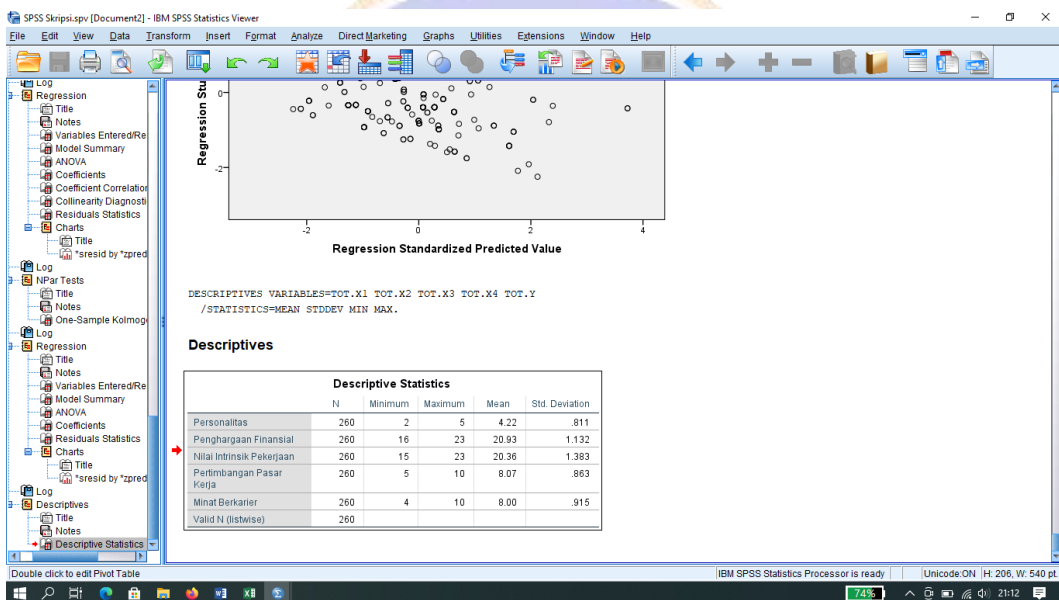 SPSS Skripsi.spv [Document2] - IBM SPSS Statistics Viewer
File Edit View Data Transform Insert Format Analyze Direct Marketing Graphs Utilities Extensions Window Help
Log
Regression
Title
Notes
Variables Entered/Re
Model Summary
ANOVA
Coefficients
Coefficient Correlation
Collinearity Diagnosti
Residuals Statistics
Charts
Title
*sresid by *zpred
Log
NPar Tests
Title
Notes
One-Sample Kolmog
Log
Regression
Title
Notes
Variables Entered/Re
Model Summary
ANOVA
Coefficients
Residuals Statistics
Charts
Title
*sresid by *zpred
Log
Descriptives
Title
Notes
Descriptive Statistics
Regression Stu
0
-2
-2 0 2 4
Regression Standardized Predicted Value
DESCRIPTIVES VARIABLES=TOT.X1 TOT.X2 TOT.X3 TOT.X4 TOT.Y
/STATISTICS=MEAN STDDEV MIN MAX.
Descriptives
Descriptive Statistics
N Minimum Maximum Mean Std. Deviation
Personalitas 260 2 5 4.22 .811
Penghargaan Finansial 260 16 23 20.93 1.132
Nilai Intrinsik Pekerjaan 260 15 23 20.36 1.383
Pertimbangan Pasar Kerja 260 5 10 8.07 .863
Minat Berkarier 260 4 10 8.00 .915
Valid N (listwise) 260
Double click to edit Pivot Table
IBM SPSS Statistics Processor is ready
Unicode:ON H: 206, W: 540 pt.
74%
21:12